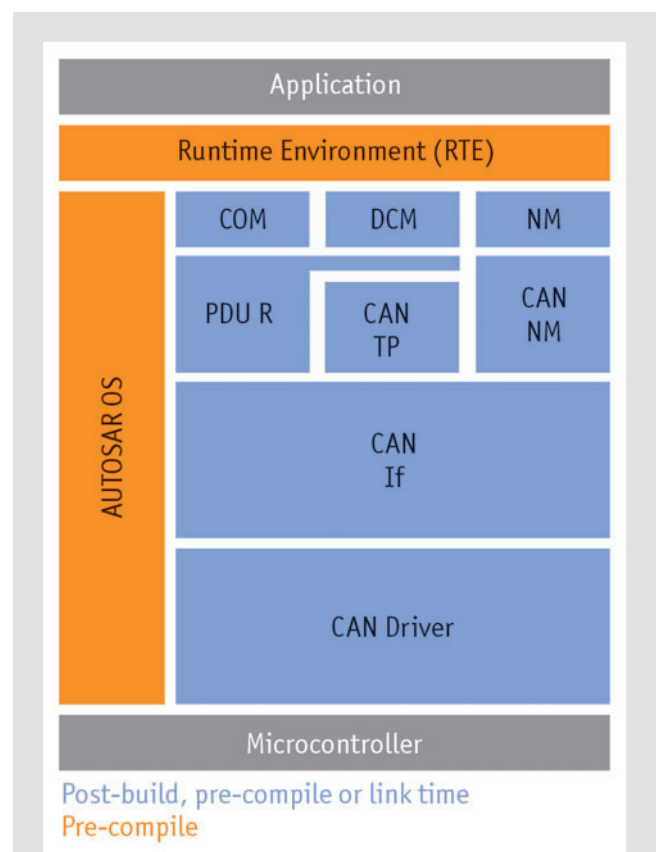 Application
Runtime Environment (RTE)
AUTOSAR OS
COM
DCM
NM
PDU R
CAN
TP
CAN
NM
CAN
If
CAN Driver
Microcontroller
Post-build, pre-compile or link time
Pre-compile